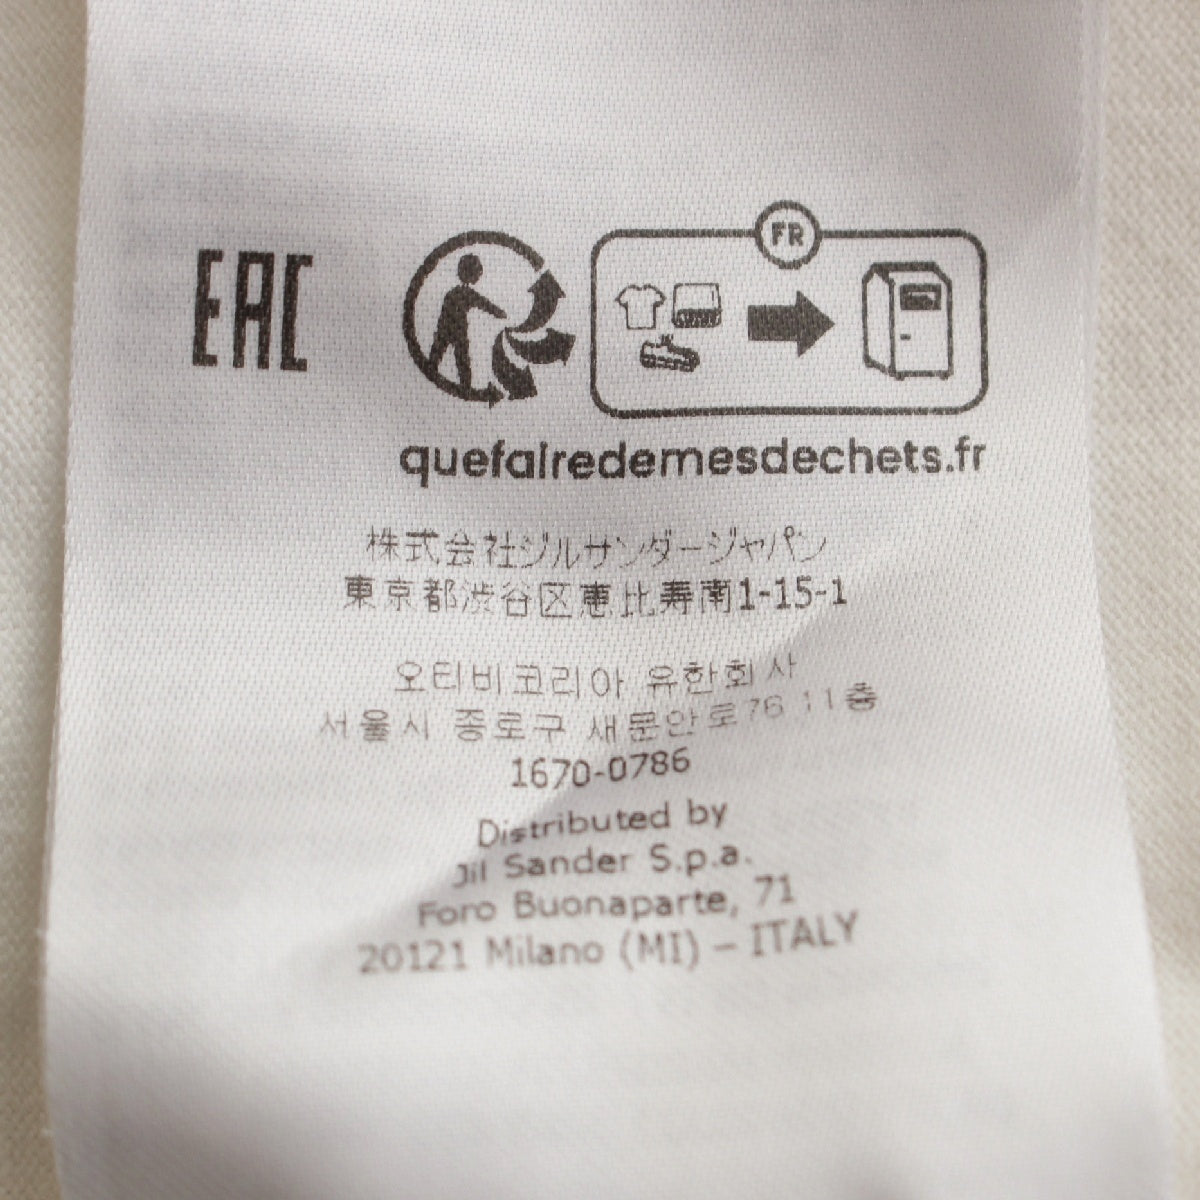 EAC
FR
quefairedemesdechets.fr
株式会社ジルサンダージャパン
東京都渋谷区恵比寿南1-15-1
오티비코리아 유한회사
서울시 종로구 새문안로76 11층
1670-0786
Distributed by
Jil Sander S.p.a.
Foro Buonaparte, 71
20121 Milano (MI) – ITALY